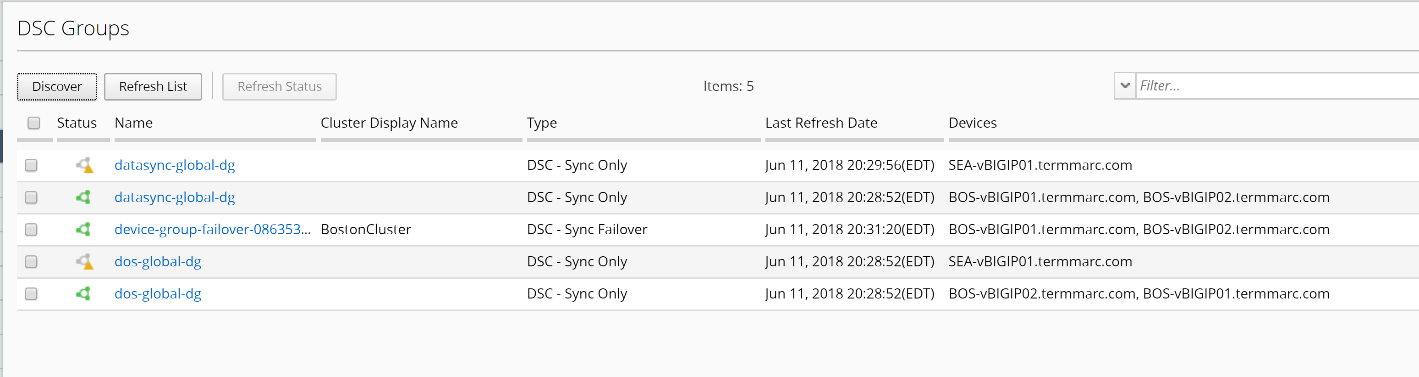 DSC Groups
Discover Refresh List Refresh Status Items: 5 Filter...
Status Name Cluster Display Name Type Last Refresh Date Devices
datasync-global-dg DSC - Sync Only Jun 11, 2018 20:29:56(EDT) SEA-vBIGIP01.termmarc.com
datasync-global-dg DSC - Sync Only Jun 11, 2018 20:28:52(EDT) BOS-vBIGIP01.termmarc.com, BOS-vBIGIP02.termmarc.com
device-group-failover-086353... BostonCluster DSC - Sync Failover Jun 11, 2018 20:31:20(EDT) BOS-vBIGIP01.termmarc.com, BOS-vBIGIP02.termmarc.com
dos-global-dg DSC - Sync Only Jun 11, 2018 20:28:52(EDT) SEA-vBIGIP01.termmarc.com
dos-global-dg DSC - Sync Only Jun 11, 2018 20:28:52(EDT) BOS-vBIGIP02.termmarc.com, BOS-vBIGIP01.termmarc.com